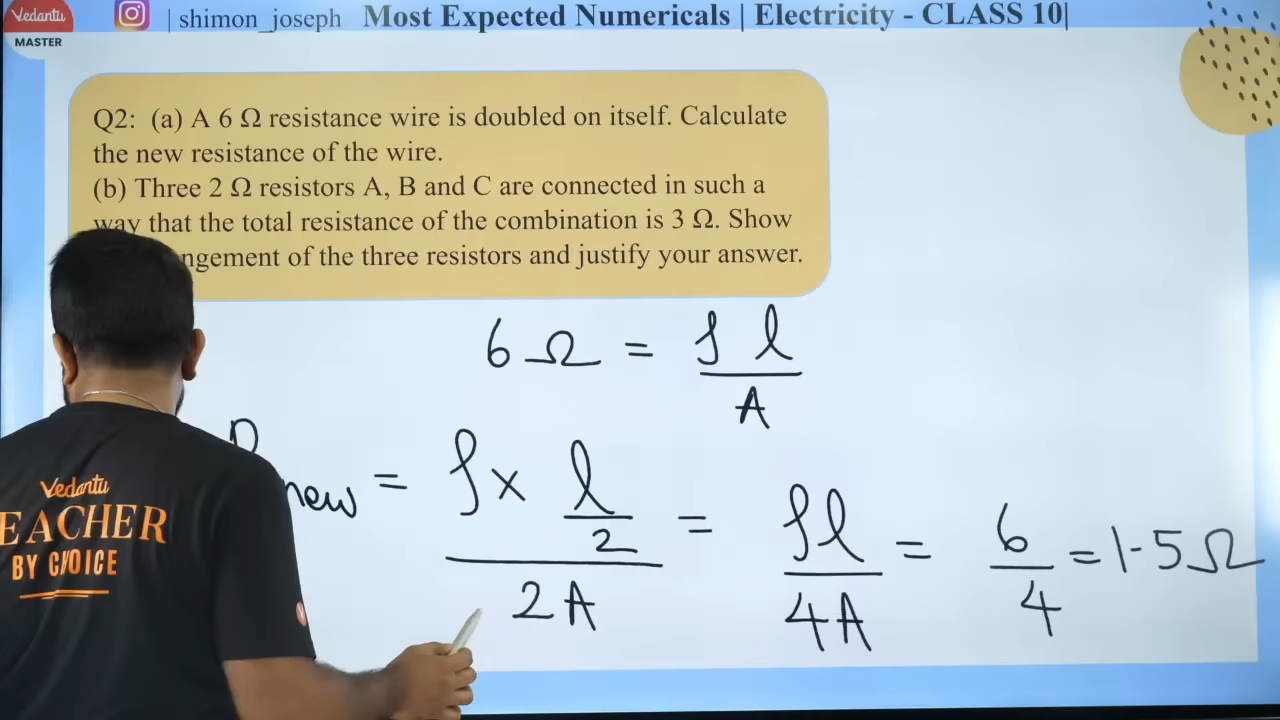 Vedantu
MASTER
| shimon_joseph
Most Expected Numericals | Electricity - CLASS 10|
Q2: (a) A 6 Ω resistance wire is doubled on itself. Calculate
the new resistance of the wire.
(b) Three 2 Ω resistors A, B and C are connected in such a
way that the total resistance of the combination is 3 Ω. Show
ngement of the three resistors and justify your answer.
6 Ω = ρ l / A
new = ρ x l/2 / 2A = ρl / 4A = 6/4 = 1.5 Ω
Vedantu
EACHER
BY CHOICE